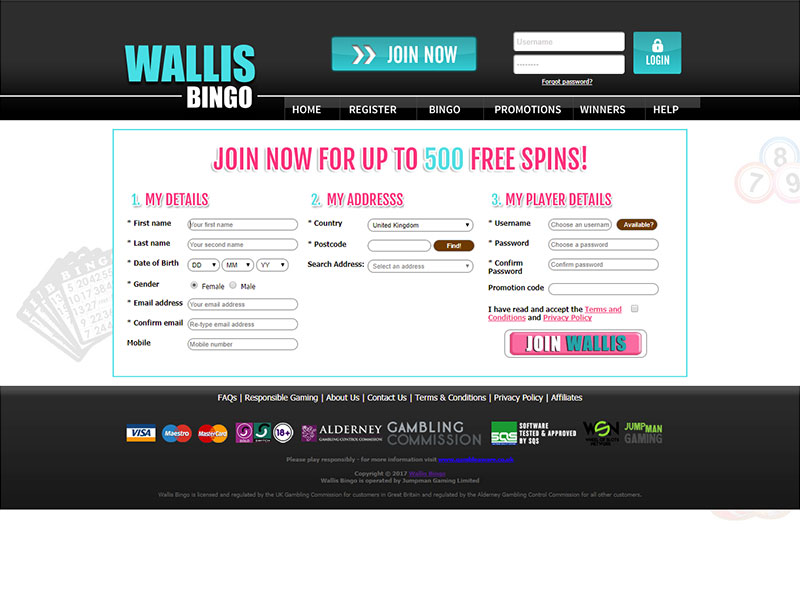 WALLIS
BINGO
JOIN NOW
Username
--------
LOGIN
Forgot password?
HOME
REGISTER
BINGO
PROMOTIONS
WINNERS
HELP
JOIN NOW FOR UP TO 500 FREE SPINS!
1. MY DETAILS
* First name
Your first name
* Last name
Your second name
* Date of Birth
DD
MM
YY
* Gender
Female
Male
* Email address
Your email address
* Confirm email
Re-type email address
Mobile
Mobile number
2. MY ADDRESSS
* Country
United Kingdom
* Postcode
Find!
Search Address:
Select an address
3. MY PLAYER DETAILS
* Username
Choose an usernam
Available?
* Password
Choose a password
* Confirm
Password
Confirm password
Promotion code
I have read and accept the Terms and
Conditions and Privacy Policy
JOIN WALLIS
8
7
9
FAQs | Responsible Gaming | About Us | Contact Us | Terms & Conditions | Privacy Policy | Affiliates
VISA
Maestro
MasterCard
SOLO
SWITCH
18+
ALDERNEY
GAMBLING CONTROL COMMISSION
GAMBLING
COMMISSION
SQS
SOFTWARE
TESTED & APPROVED
BY SQS
WSN
JUMPMAN
GAMING
Please play responsibly - for more information visit
Copyright © 2017 Wallis Bingo
Wallis Bingo is operated by Jumpman Gaming Limited
Wallis Bingo is licensed and regulated by the UK Gambling Commission for customers in Great Britain and regulated by the Alderney Gambling Control Commission for all other customers.